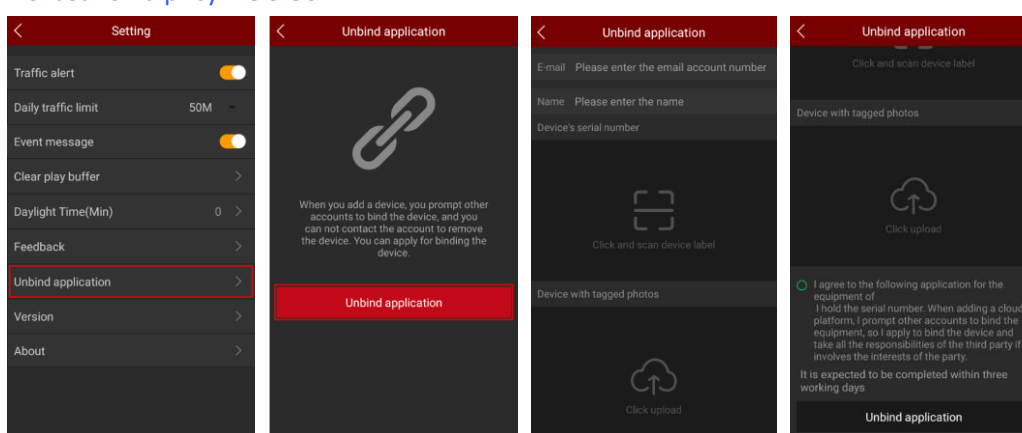 Setting
Traffic alert
Daily traffic limit 50M
Event message
Clear play buffer
Daylight Time(Min) 0
Feedback
Unbind application
Version
About
Unbind application
When you add a device, you prompt other
accounts to bind the device, and you
can not contact the account to remove
the device. You can apply for binding the
device.
Unbind application
Unbind application
E-mail Please enter the email account number
Name Please enter the name
Device's serial number
Click and scan device label
Device with tagged photos
Click upload
Unbind application
Click and scan device label
Device with tagged photos
Click upload
I agree to the following application for the
equipment of
I hold the serial number. When adding a cloud
platform, I prompt other accounts to bind the
equipment, so I apply to bind the device and
take all the responsibilities of the third party if
involves the interests of the party.
It is expected to be completed within three
working days
Unbind application